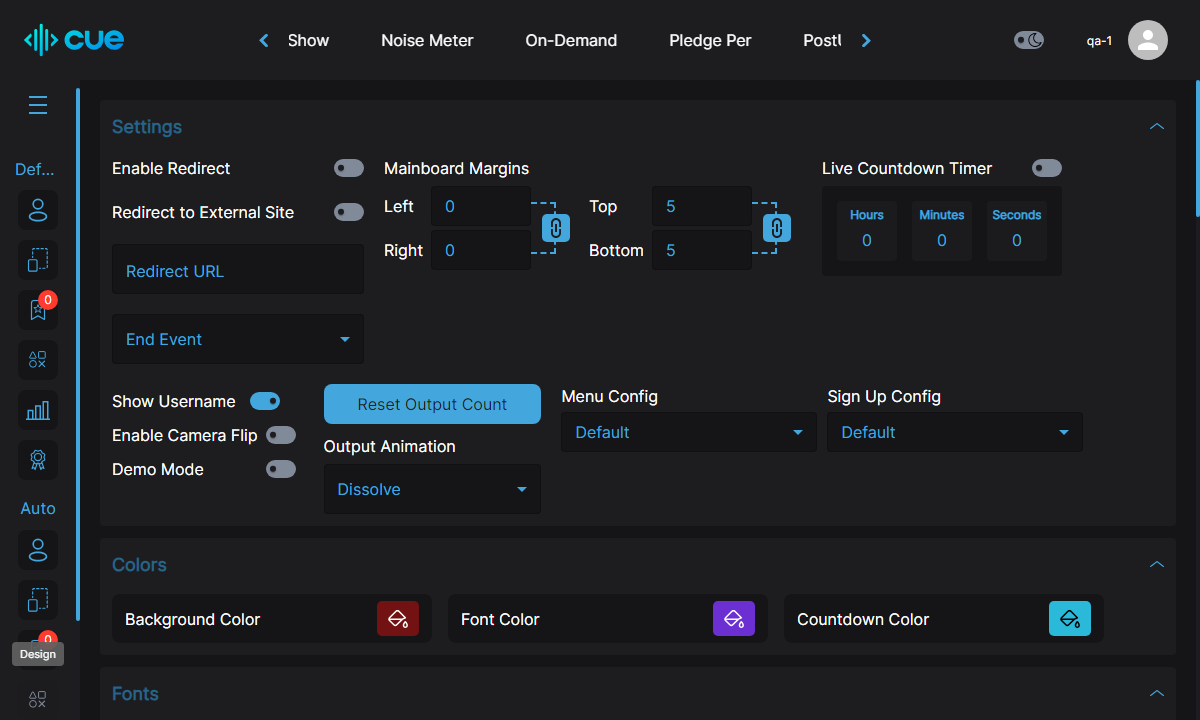 cue
Show
Noise Meter
On-Demand
Pledge Per
qa-1
Def...
0
Auto
0
Design
Settings
Enable Redirect
Redirect to External Site
Redirect URL
End Event
Mainboard Margins
Left
0
Right
0
Top
5
Bottom
5
Live Countdown Timer
Hours
0
Minutes
0
Seconds
0
Show Username
Enable Camera Flip
Demo Mode
Reset Output Count
Output Animation
Dissolve
Menu Config
Default
Sign Up Config
Default
Colors
Background Color
Font Color
Countdown Color
Fonts